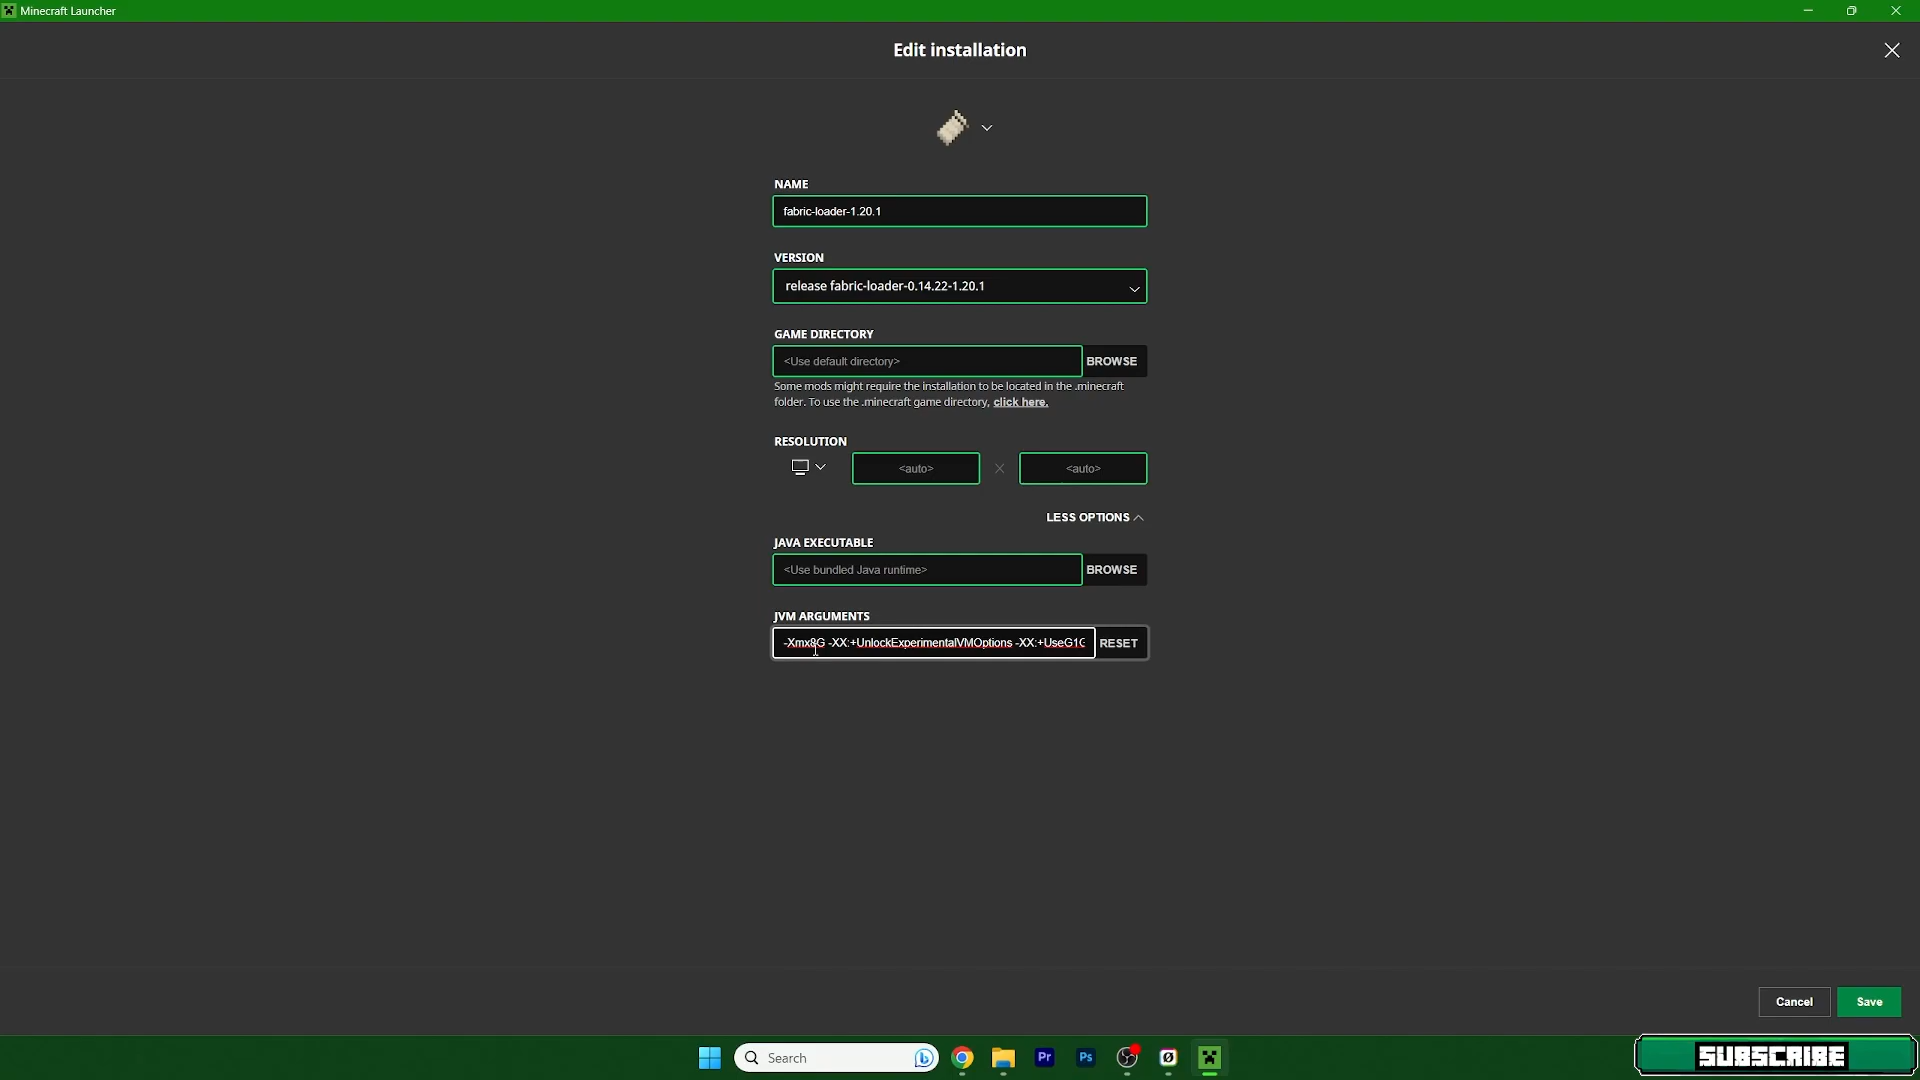 Minecraft Launcher
Edit installation
NAME
fabric-loader-1.20.1
VERSION
release fabric-loader-0.14.22-1.20.1
GAME DIRECTORY
<Use default directory>
BROWSE
Some mods might require the installation to be located in the .minecraft
folder. To use the .minecraft game directory, click here.
RESOLUTION
<auto>
<auto>
LESS OPTIONS
JAVA EXECUTABLE
<Use bundled Java runtime>
BROWSE
JVM ARGUMENTS
-Xmx8G -XX:+UnlockExperimentalVMOptions -XX:+UseG1G
RESET
Cancel
Save
Search
Pr
Ps
SUBSCRIBE